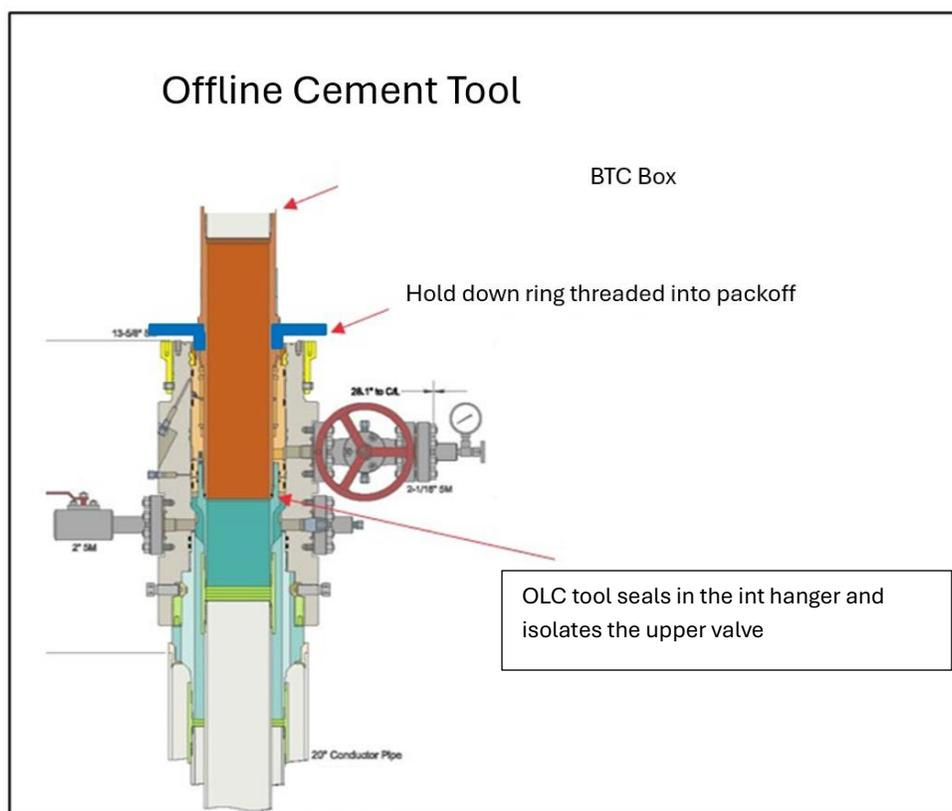 Offline Cement Tool
BTC Box
Hold down ring threaded into packoff
13-5/8" 5
28.1" to C/L
2-1/16" 5M
2" 5M
OLC tool seals in the int hanger and
isolates the upper valve
20" Conductor Pipe